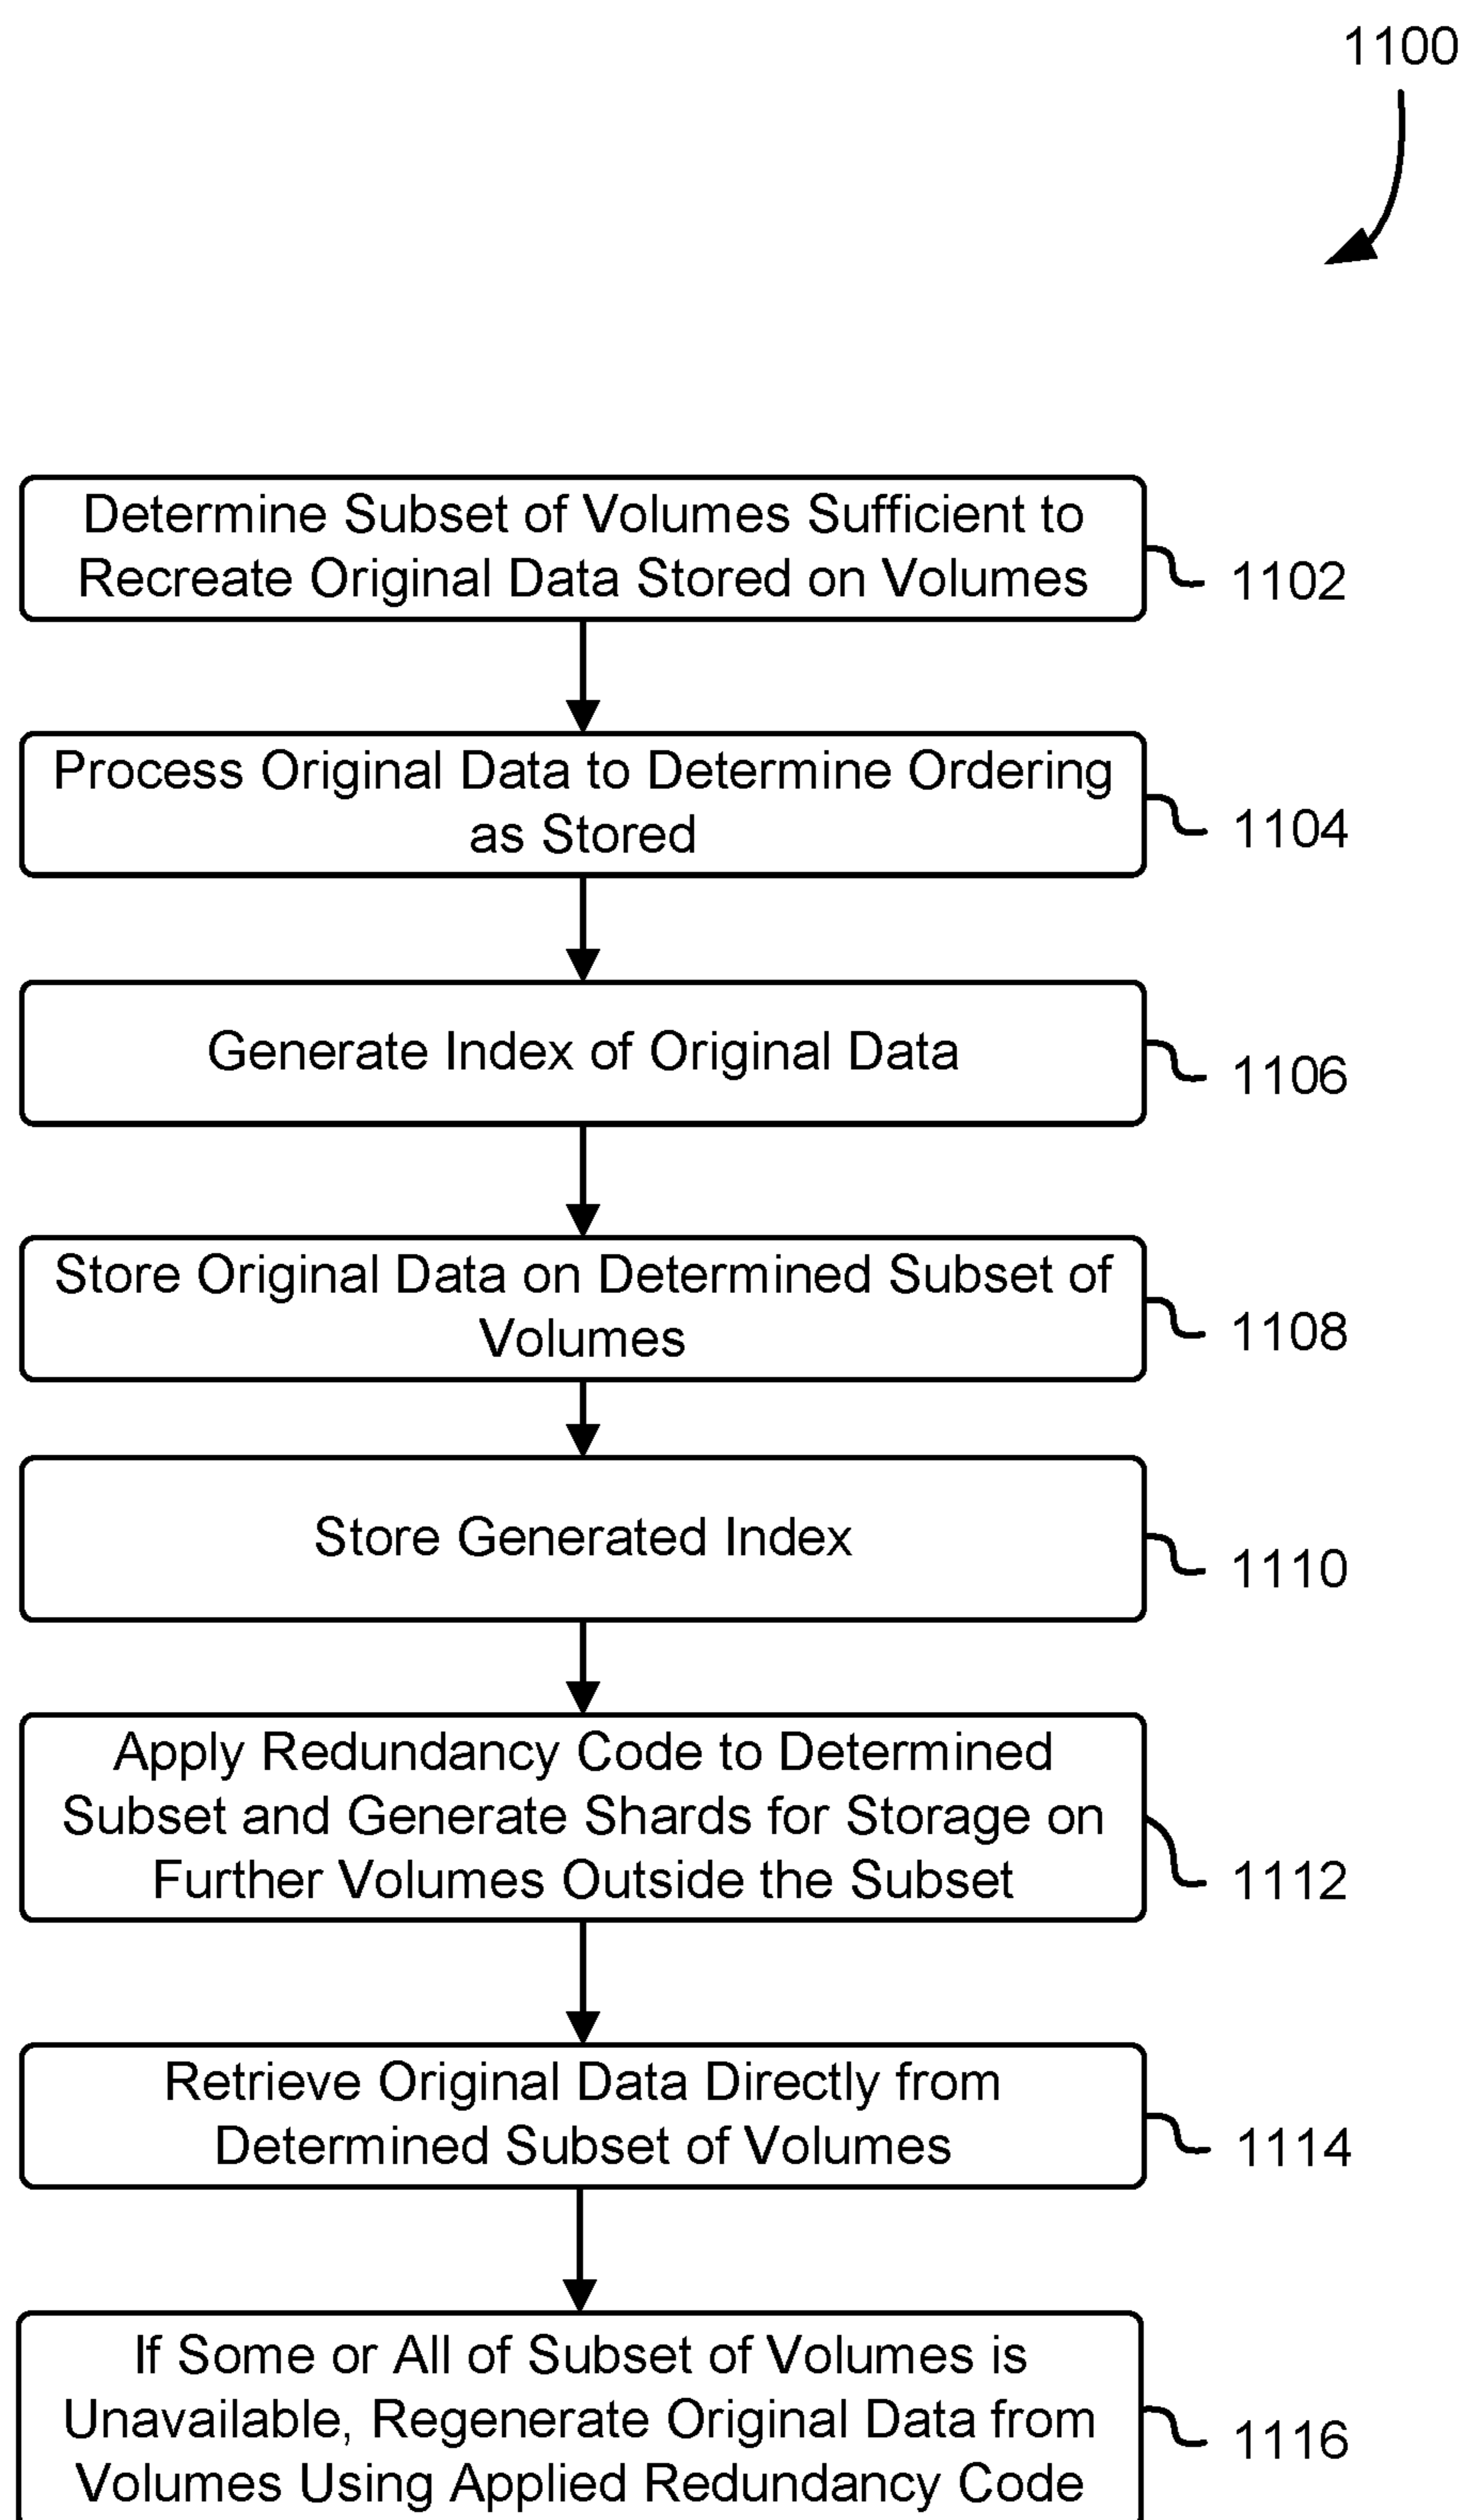 1100
Determine Subset of Volumes Sufficient to
Recreate Original Data Stored on Volumes
1102
Process Original Data to Determine Ordering
as Stored
1104
Generate Index of Original Data
1106
Store Original Data on Determined Subset of
Volumes
1108
Store Generated Index
1110
Apply Redundancy Code to Determined
Subset and Generate Shards for Storage on
Further Volumes Outside the Subset
1112
Retrieve Original Data Directly from
Determined Subset of Volumes
1114
If Some or All of Subset of Volumes is
Unavailable, Regenerate Original Data from
Volumes Using Applied Redundancy Code
1116